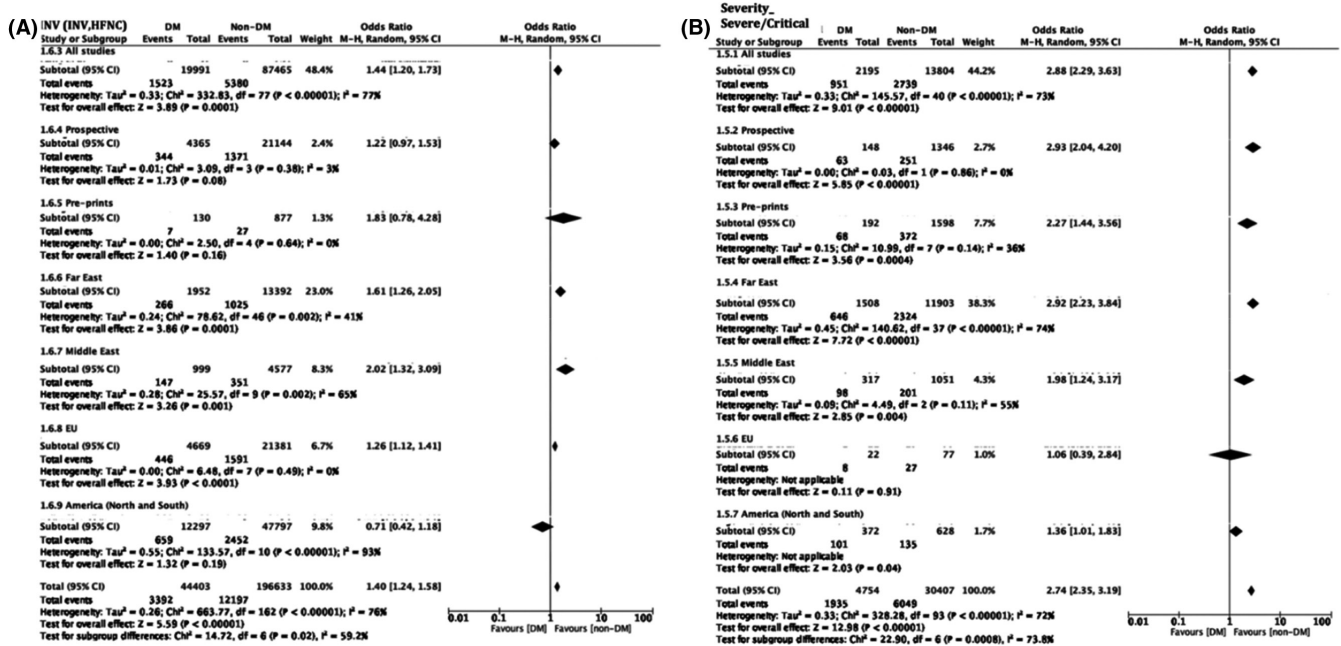 (A)
INV (INV,HFNC) DM Non-DM Odds Ratio Odds Ratio
Study or Subgroup Events Total Events Total Weight M-H, Random, 95% CI M-H, Random, 95% CI
1.6.3 All studies
Subtotal (95% CI) 19991 87465 48.4% 1.44 [1.20, 1.73]
Total events 1523 5380
Heterogeneity: Tau² = 0.33; Chi² = 332.83, df = 77 (P < 0.00001); I² = 77%
Test for overall effect: Z = 3.89 (P = 0.0001)
1.6.4 Prospective
Subtotal (95% CI) 4365 21144 2.4% 1.22 [0.97, 1.53]
Total events 344 1371
Heterogeneity: Tau² = 0.01; Chi² = 3.09, df = 3 (P = 0.38); I² = 3%
Test for overall effect: Z = 1.73 (P = 0.08)
1.6.5 Pre-prints
Subtotal (95% CI) 130 877 1.3% 1.83 [0.78, 4.28]
Total events 7 27
Heterogeneity: Tau² = 0.00; Chi² = 2.50, df = 4 (P = 0.64); I² = 0%
Test for overall effect: Z = 1.40 (P = 0.16)
1.6.6 Far East
Subtotal (95% CI) 1952 13392 23.0% 1.61 [1.26, 2.05]
Total events 266 1025
Heterogeneity: Tau² = 0.24; Chi² = 78.62, df = 46 (P = 0.002); I² = 41%
Test for overall effect: Z = 3.86 (P = 0.0001)
1.6.7 Middle East
Subtotal (95% CI) 999 4577 8.3% 2.02 [1.32, 3.09]
Total events 147 351
Heterogeneity: Tau² = 0.28; Chi² = 25.57, df = 9 (P = 0.002); I² = 65%
Test for overall effect: Z = 3.26 (P = 0.001)
1.6.8 EU
Subtotal (95% CI) 4669 21381 6.7% 1.26 [1.12, 1.41]
Total events 446 1591
Heterogeneity: Tau² = 0.00; Chi² = 6.48, df = 7 (P = 0.49); I² = 0%
Test for overall effect: Z = 3.93 (P < 0.0001)
1.6.9 America (North and South)
Subtotal (95% CI) 12297 47797 9.8% 0.71 [0.42, 1.18]
Total events 659 2452
Heterogeneity: Tau² = 0.55; Chi² = 133.57, df = 10 (P < 0.00001); I² = 93%
Test for overall effect: Z = 1.32 (P = 0.19)
Total (95% CI) 44403 196633 100.0% 1.40 [1.24, 1.58]
Total events 3392 12197
Heterogeneity: Tau² = 0.26; Chi² = 663.77, df = 162 (P < 0.00001); I² = 76%
Test for overall effect: Z = 5.59 (P < 0.00001)
Test for subgroup differences: Chi² = 14.72, df = 6 (P = 0.02), I² = 59.2%
0.01 0.1 1 10 100
Favours [DM] Favours [non-DM]
(B)
Severity_
Severe/Critical DM Non-DM Odds Ratio Odds Ratio
Study or Subgroup Events Total Events Total Weight M-H, Random, 95% CI M-H, Random, 95% CI
1.5.1 All studies
Subtotal (95% CI) 2195 13804 44.2% 2.88 [2.29, 3.63]
Total events 951 2739
Heterogeneity: Tau² = 0.33; Chi² = 145.57, df = 40 (P < 0.00001); I² = 73%
Test for overall effect: Z = 9.01 (P < 0.00001)
1.5.2 Prospective
Subtotal (95% CI) 148 1346 2.7% 2.93 [2.04, 4.20]
Total events 63 251
Heterogeneity: Tau² = 0.00; Chi² = 0.03, df = 1 (P = 0.86); I² = 0%
Test for overall effect: Z = 5.85 (P < 0.00001)
1.5.3 Pre-prints
Subtotal (95% CI) 192 1598 7.7% 2.27 [1.44, 3.56]
Total events 68 372
Heterogeneity: Tau² = 0.15; Chi² = 10.99, df = 7 (P = 0.14); I² = 36%
Test for overall effect: Z = 3.56 (P = 0.0004)
1.5.4 Far East
Subtotal (95% CI) 1508 11903 38.3% 2.92 [2.23, 3.84]
Total events 646 2324
Heterogeneity: Tau² = 0.45; Chi² = 140.62, df = 37 (P < 0.00001); I² = 74%
Test for overall effect: Z = 7.72 (P < 0.00001)
1.5.5 Middle East
Subtotal (95% CI) 317 1051 4.3% 1.98 [1.24, 3.17]
Total events 98 201
Heterogeneity: Tau² = 0.09; Chi² = 4.49, df = 2 (P = 0.11); I² = 55%
Test for overall effect: Z = 2.85 (P = 0.004)
1.5.6 EU
Subtotal (95% CI) 22 77 1.0% 1.06 [0.39, 2.84]
Total events 8 27
Heterogeneity: Not applicable
Test for overall effect: Z = 0.11 (P = 0.91)
1.5.7 America (North and South)
Subtotal (95% CI) 372 628 1.7% 1.36 [1.01, 1.83]
Total events 101 135
Heterogeneity: Not applicable
Test for overall effect: Z = 2.03 (P = 0.04)
Total (95% CI) 4754 30407 100.0% 2.74 [2.35, 3.19]
Total events 1935 6049
Heterogeneity: Tau² = 0.33; Chi² = 328.28, df = 93 (P < 0.00001); I² = 72%
Test for overall effect: Z = 12.98 (P < 0.00001)
Test for subgroup differences: Chi² = 22.90, df = 6 (P = 0.0008), I² = 73.8%
0.01 0.1 1 10 100
Favours [DM] Favours [non-DM]